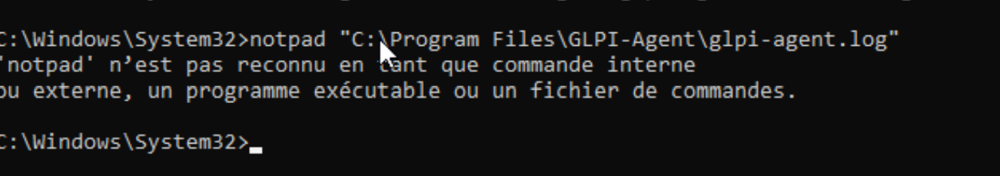 C:\Windows\System32>notpad "C:\Program Files\GLPI-Agent\glpi-agent.log"
'notpad' n’est pas reconnu en tant que commande interne
ou externe, un programme exécutable ou un fichier de commandes.
C:\Windows\System32>